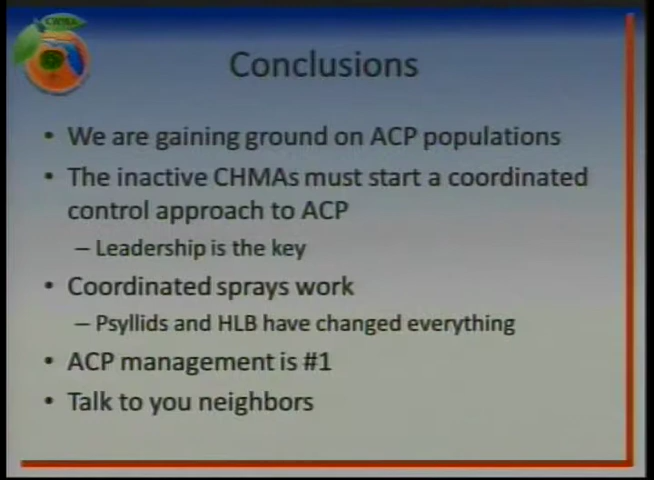 CHMA
Conclusions
• We are gaining ground on ACP populations
• The inactive CHMAs must start a coordinated
control approach to ACP
– Leadership is the key
• Coordinated sprays work
– Psyllids and HLB have changed everything
• ACP management is #1
• Talk to you neighbors